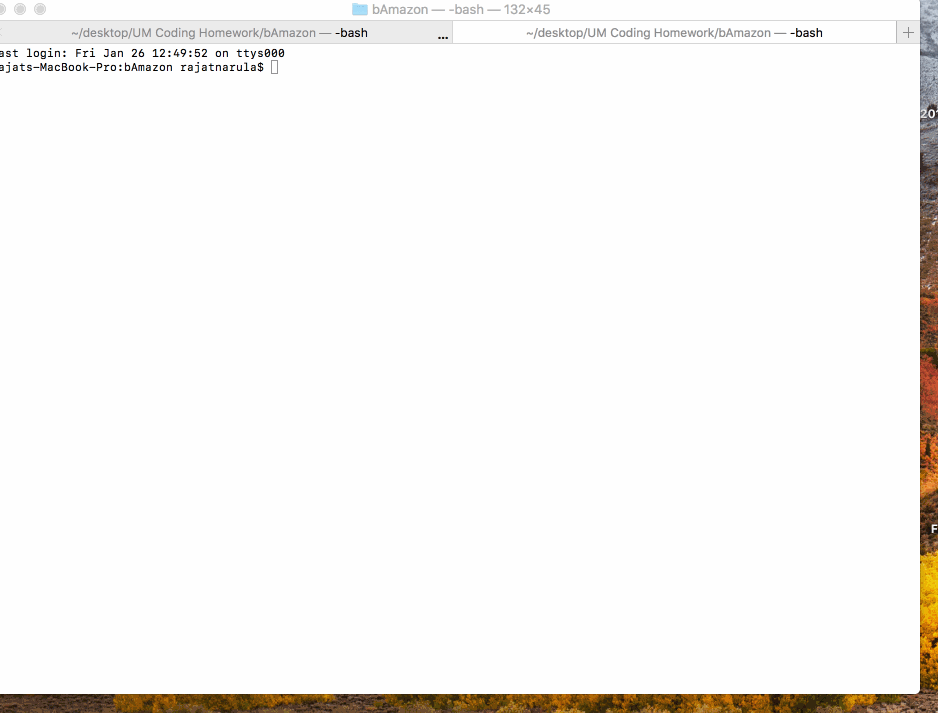 bAmazon — -bash — 132×45
~/desktop/UM Coding Homework/bAmazon — -bash ... ~/desktop/UM Coding Homework/bAmazon — -bash +
ast login: Fri Jan 26 12:49:52 on ttys000
ajats-MacBook-Pro:bAmazon rajatnarula$
201
F